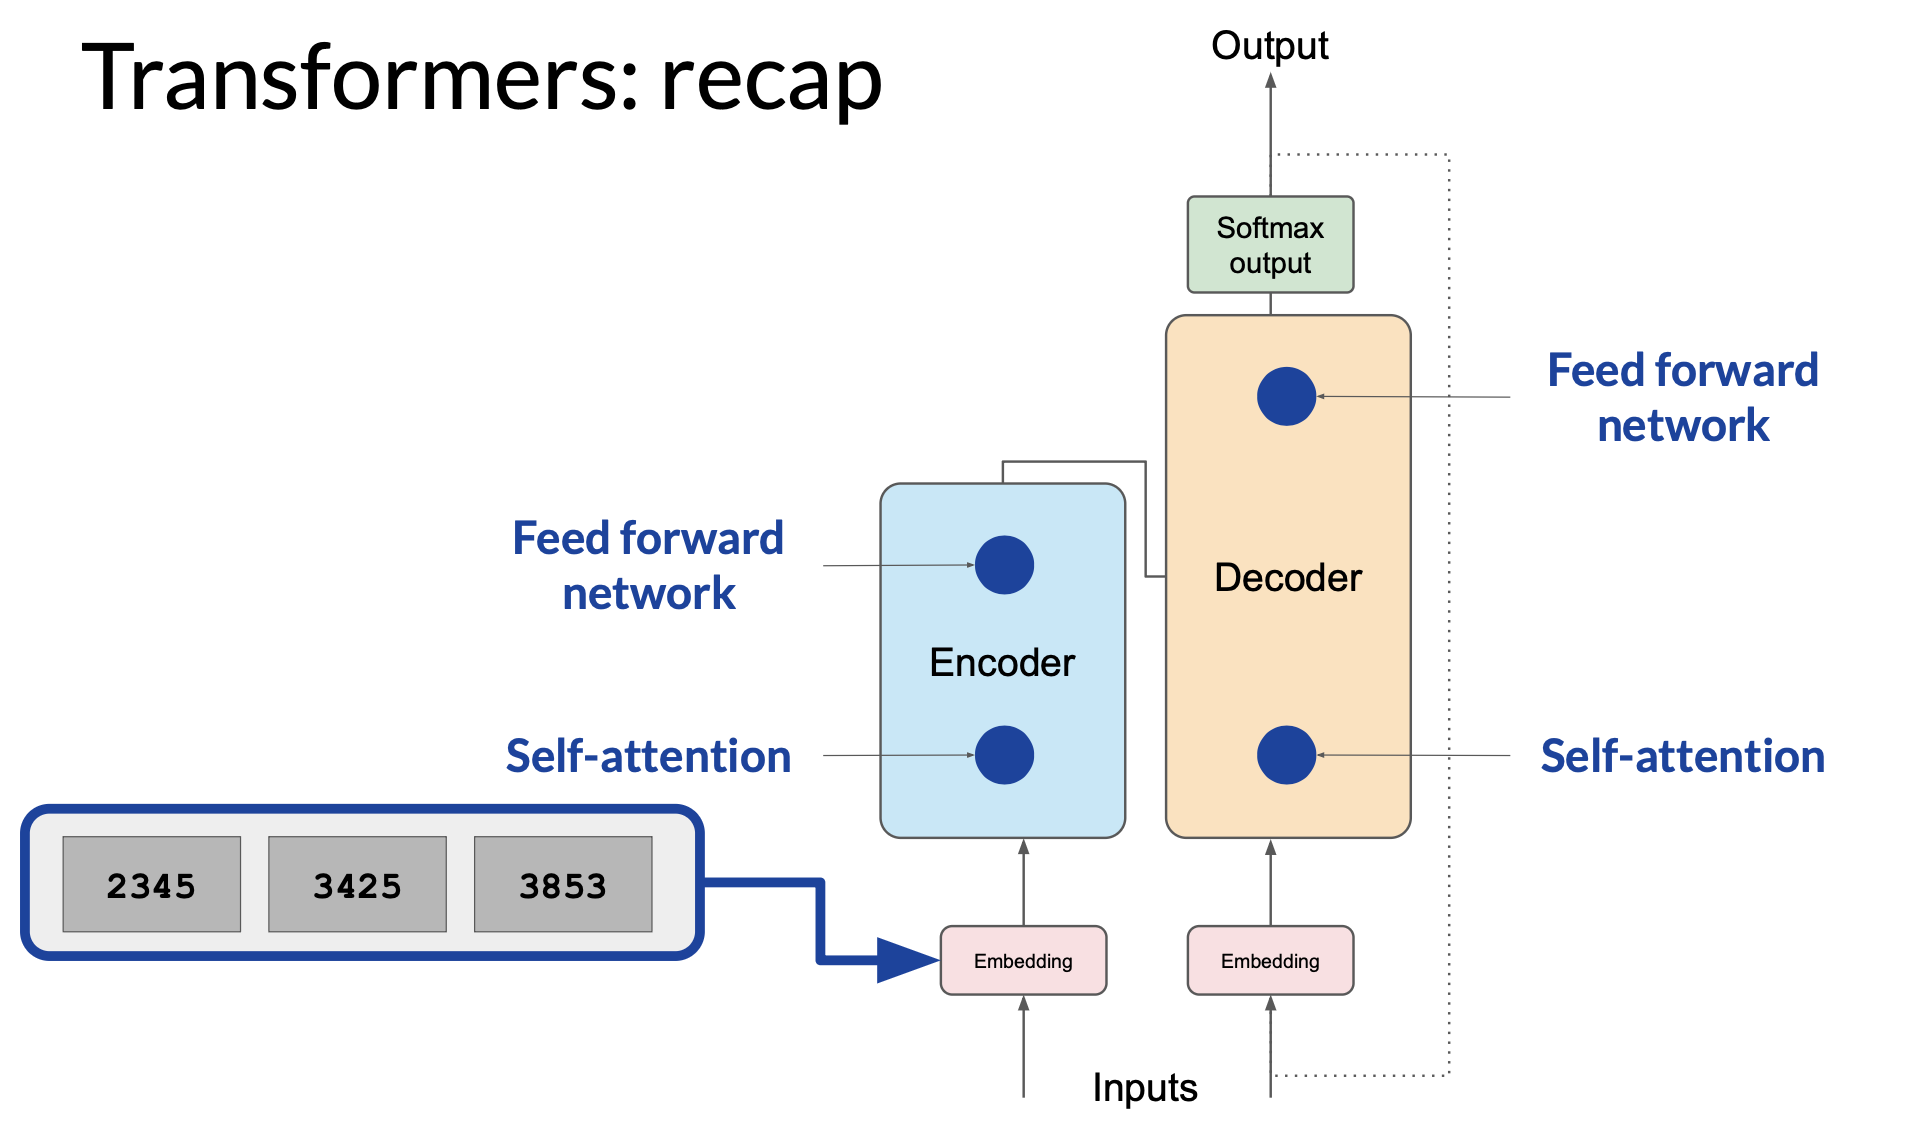 Transformers: recap
Output
Softmax
output
Feed forward
network
Feed forward
network
Decoder
Encoder
Self-attention
Self-attention
2345 3425 3853
Embedding
Embedding
Inputs